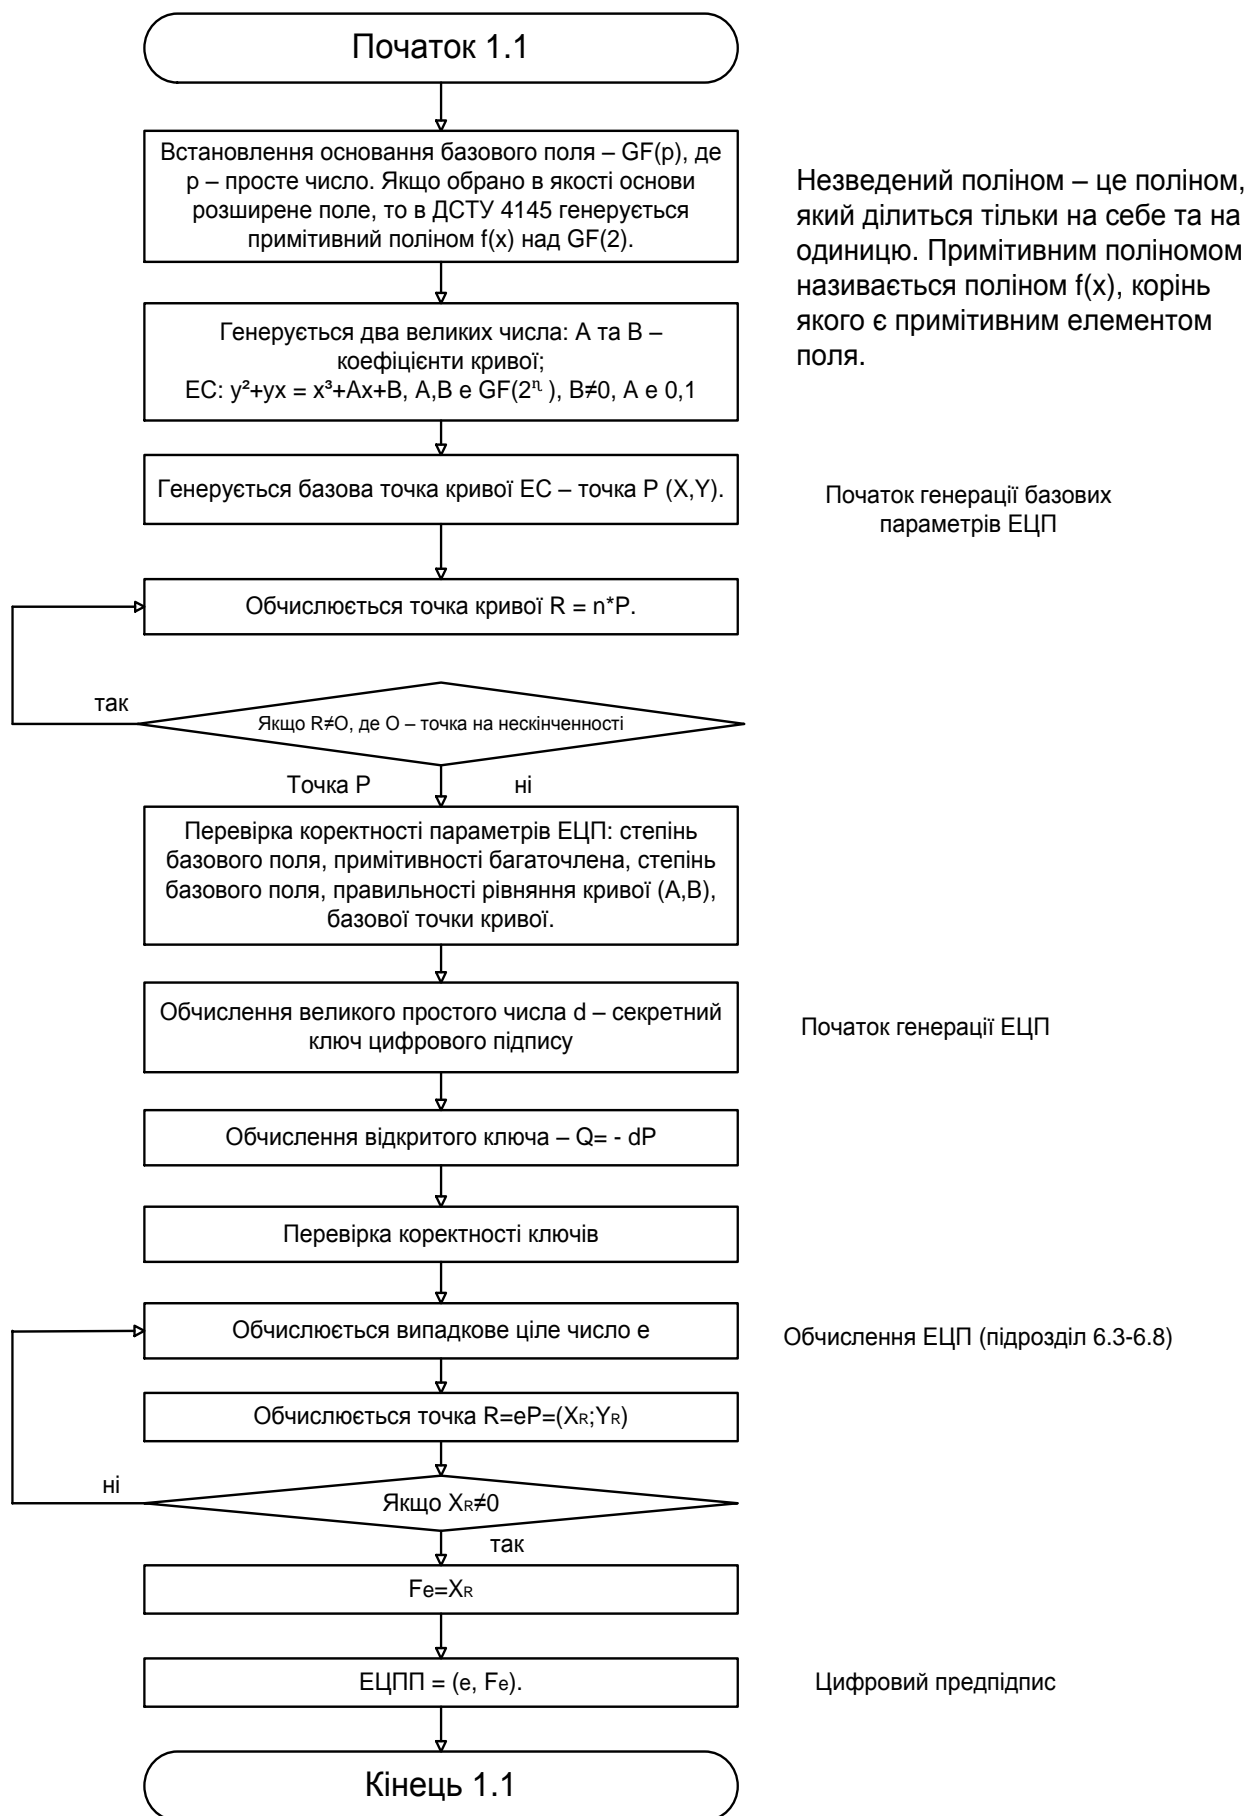 Початок 1.1
Встановлення основання базового поля – GF(p), де
p – просте число. Якщо обрано в якості основи
розширене поле, то в ДСТУ 4145 генерується
примітивний поліном f(x) над GF(2).
Незведений поліном – це поліном,
який ділиться тільки на себе та на
одиницю. Примітивним поліномом
називається поліном f(x), корінь
якого є примітивним елементом
поля.
Генерується два великих числа: А та В –
коефіцієнти кривої;
EC: y²+yx = x³+Ax+B, A,B e GF(2ᶯ ), B≠0, A e 0,1
Генерується базова точка кривої EC – точка P (X,Y).
Початок генерації базових
параметрів ЕЦП
Обчислюється точка кривої R = n*P.
так
Якщо R≠O, де O – точка на нескінченності
Точка P
ні
Перевірка коректності параметрів ЕЦП: степінь
базового поля, примітивності багаточлена, степінь
базового поля, правильності рівняння кривої (А,В),
базової точки кривої.
Обчислення великого простого числа d – секретний
ключ цифрового підпису
Початок генерації ЕЦП
Обчислення відкритого ключа – Q= - dP
Перевірка коректності ключів
Обчислюється випадкове ціле число e
Обчислення ЕЦП (підрозділ 6.3-6.8)
Обчислюється точка R=eP=(XR;YR)
ні
Якщо XR≠0
так
Fe=XR
ЕЦПП = (e, Fe).
Цифровий предпідпис
Кінець 1.1